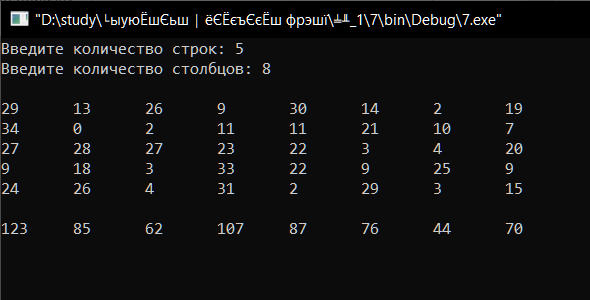 "D:\study\└ыуюЁшЄьш | ёЄЁєъЄєЁш фрэшї\╧╨_1\7\bin\Debug\7.exe"
Введите количество строк: 5
Введите количество столбцов: 8
29 13 26 9 30 14 2 19
34 0 2 11 11 21 10 7
27 28 27 23 22 3 4 20
9 18 3 33 22 9 25 9
24 26 4 31 2 29 3 15
123 85 62 107 87 76 44 70